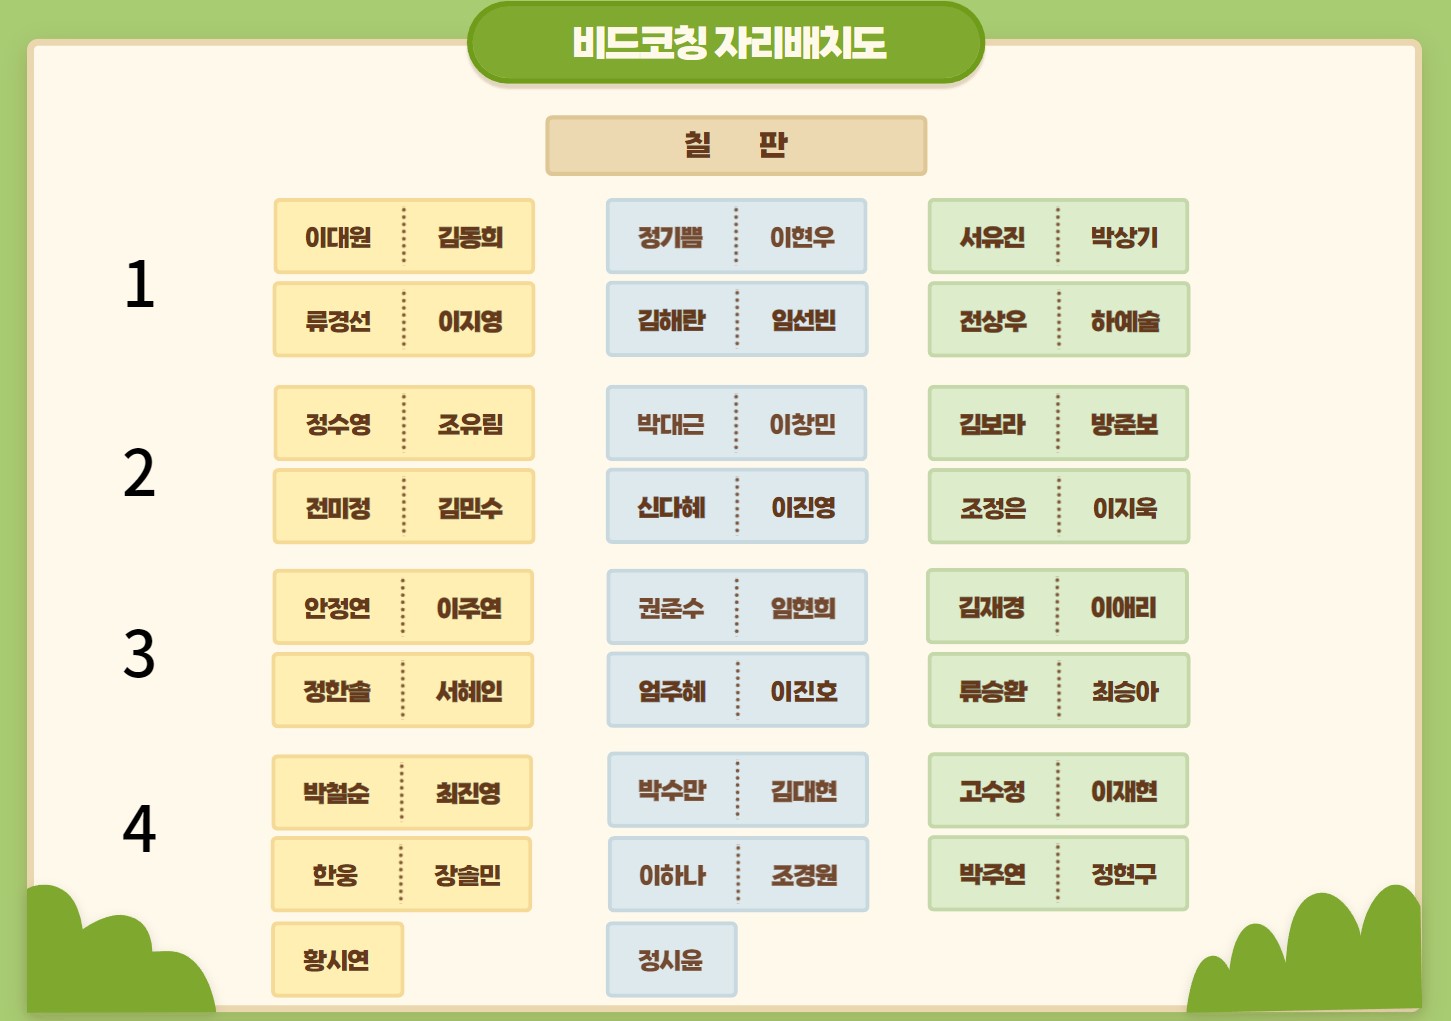 비드코칭 자리배치도
칠 판
이대원 김동희 정기쁨 이현우 서유진 박상기
1
류경선 이지영 김해란 임선빈 전상우 하예술
정수영 조유림 박대근 이창민 김보라 방준보
2
전미정 김민수 신다혜 이진영 조정은 이지욱
안정연 이주연 권준수 임현희 김재경 이애리
3
정한솔 서혜인 엄주혜 이진호 류승환 최승아
박철순 최진영 박수만 김대현 고수정 이재현
4
한웅 장솔민 이하나 조경원 박주연 정현구
황시연 정시윤